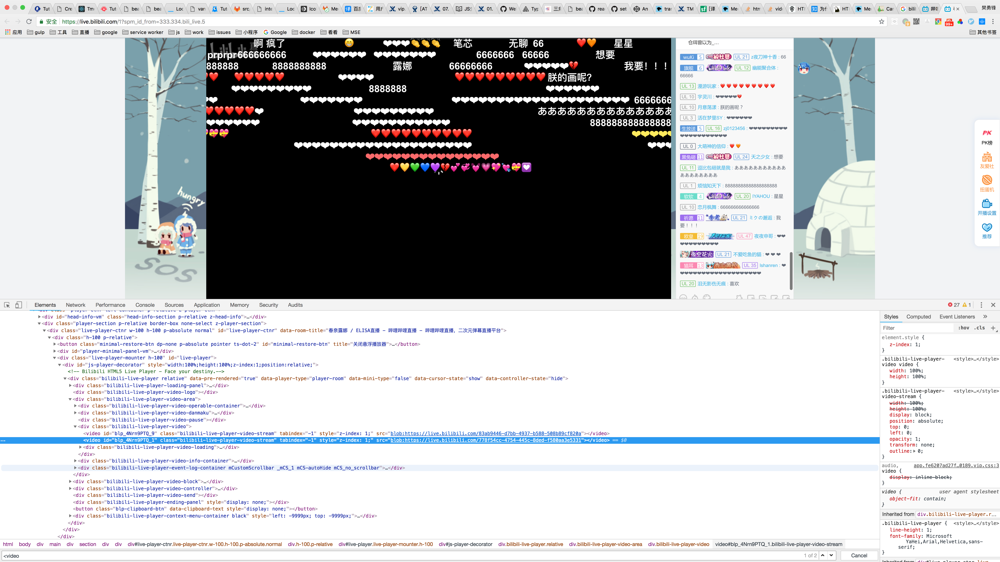 Tut
Cre
Tm
Tut
bea
bea
Loc
van
Tut
src
inte
Loc
Ico
Me
百度
用户
vip.
[AT
07.
JS:
01.
We
Typ
三角
bea
rea
set
An
trar
TM
[译
Me
htm
vide
HTI
为什
HT
Me
Car
bilil
哔哩
樊勇锋
安全 https://live.bilibili.com/1?spm_id_from=333.334.bili_live.5
9
99+
应用 gulp 工具 直播 google service worker js work issues 小程序 Google docker 看看 MSE 其他书签
啊 疯了 😁 ❤❤❤👏👏👏 笔芯 无聊 66 ❤️🧡 星星
prprpr666666666 ❤❤❤❤❤❤ ❤❤❤❤❤❤❤ 6666666 66666 想要
888888 8888888888 露娜 66666666 ❤❤❤❤❤💔 我要！！！
朕的画呢?
8888888
6666666
ああああああああああああああ
88888888888888
hungry
SOS
仓珥曾以为_...
wuKi 5 一般社员 UL 21 z夜刀神十香 : 66
旗舰 6 bilibili link UL 12 幽能聚合体 :
66666
UL 13 漫游玩家 : ❤️ ❤️ ❤️ ❤️ ❤️ ❤️ ❤️ ❤️ ❤️
UL 10 宇灵川 : ❤❤❤❤❤💔
UL 10 月意荡漾 : 朕的画呢？
UL 3 活在梦里SY : ❤❤❤❤❤❤
生放送 5 UL 16 zj0123456 : ❤❤❤❤❤❤❤❤❤
❤❤❤❤❤❤❤❤❤❤❤
UL 0 大萌神的信仰 : ❤️ 🧡
黑兔砸 11 一般社员 UL 24 天之少女 : 想要
UL 11 逗比包砸就是我 : あああああああああああ
ああああああああ
UL 1 烦恼知天下 : 88888888888888888888
软软 4 bilibili link UL 20 IYAHOU : 星星
UL 10 恋月枫舞 : 666666666666666
祈愿 11 UL 21 ミクの邂逅 : 我
要！！！
欧皇 19 UL 47 夜夜申哥 : ❤❤
❤❤❤❤❤❤❤❤❤
夜空花火 UL 21 不爱吃鱼的猫 : ❤ ❤ ❤
猫耳 13 UL 35 lshanren : ❤
❤❤❤❤❤❤❤❤❤❤❤❤❤❤❤❤❤❤❤
UL 20 泪无影伤无痕 : 喜欢
PK
PK榜
友爱社
扭蛋机
开播设置
推荐
Elements Network Performance Console Sources Application Memory Security Audits 27 1
<div id="head-info-vm" class="head-info-section p-relative z-head-info">…</div>
<div class="player-section p-relative border-box none-select z-player-section">
<div class="live-player-ctnr w-100 h-100 p-absolute normal" id="live-player-ctnr" data-room-title="春奈露娜 / ELISA直播 - 哔哩哔哩直播 - 哔哩哔哩直播, 二次元弹幕直播平台">
<div class="h-100 p-relative">
<button class="minimal-restore-btn dp-none p-absolute pointer ts-dot-2" id="minimal-restore-btn" title="关闭悬浮播放器">…</button>
<div id="player-minimal-panel-vm">…</div>
<div class="live-player-mounter h-100" id="live-player">
<div id="js-player-decorator" style="width:100%;height:100%;z-index:1;position:relative;">
<!-- Bilibili HTML5 Live Player - Face your destiny.-->
<div class="bilibili-live-player relative" data-pre-rendered="true" data-player-type="player-room" data-mini-type="false" data-cursor-state="show" data-controller-state="hide">
<div class="bilibili-live-player-loading-panel">…</div>
<div class="bilibili-live-player-video-logo"></div>
<div class="bilibili-live-player-video-area">
<div class="bilibili-live-player-video-operable-container">…</div>
<div class="bilibili-live-player-video-danmaku">…</div>
<div class="bilibili-live-player-video-pause"></div>
<div class="bilibili-live-player-video">
<video id="blp_4Nrn9PTQ_9" class="bilibili-live-player-video-stream" tabindex="-1" style="z-index: 1;" src="blob:https://live.bilibili.com/83ab9446-d7bb-4937-b588-508b89cf820a"></video>
… <video id="blp_4Nrn9PTQ_1" class="bilibili-live-player-video-stream" tabindex="-1" style="z-index: 1;" src="blob:https://live.bilibili.com/778f54cc-4754-445c-8ded-f580aa3e5331"></video> == $0
<div class="bilibili-live-player-video-loading">…</div>
</div>
<div class="bilibili-live-player-video-info-container">…</div>
<div class="bilibili-live-player-event-log-container mCustomScrollbar _mCS_1 mCS-autoHide mCS_no_scrollbar">…</div>
</div>
<div class="bilibili-live-player-video-block">…</div>
<div class="bilibili-live-player-video-controller">…</div>
<div class="bilibili-live-player-video-send"></div>
<div class="bilibili-live-player-ending-panel" style="display: none;"></div>
<button class="blp-clipboard-btn" data-clipboard-text style="display: none;"></button>
<div class="bilibili-live-player-context-menu-container black" style="left: -9999px; top: -9999px;">…</div>
</div>
</div>
</div>
html body div main div section div div div#live-player-ctnr.live-player-ctnr.w-100.h-100.p-absolute.normal div.h-100.p-relative div#live-player.live-player-mounter.h-100 div#js-player-decorator div.bilibili-live-player.relative div.bilibili-live-player-video-area div.bilibili-live-player-video video#blp_4Nrn9PTQ_1.bilibili-live-player-video-stream
<video 1 of 2 Cancel
Styles Computed Event Listeners »
Filter :hov .cls +
element.style {
z-index: 1;
}
.bilibili-live-player- <style>…</style>
video video {
width: 100%;
height: 100%;
}
.bilibili-live-player- <style>…</style>
video-stream {
width: 100%;
height: 100%;
display: block;
position: absolute;
top: 0;
left: 0;
opacity: 1;
transform: none;
outline: 0;
}
audio, app.fe6207ad27f…0189.vip.css:3
video {
display: inline-block;
}
video { user agent stylesheet
object-fit: contain;
}
Inherited from div.bilibili-live-player.r…
.bilibili-live-player { <style>…</style>
line-height: 1;
font-family: Microsoft
YaHei,Arial,Helvetica,sans-
serif;
}